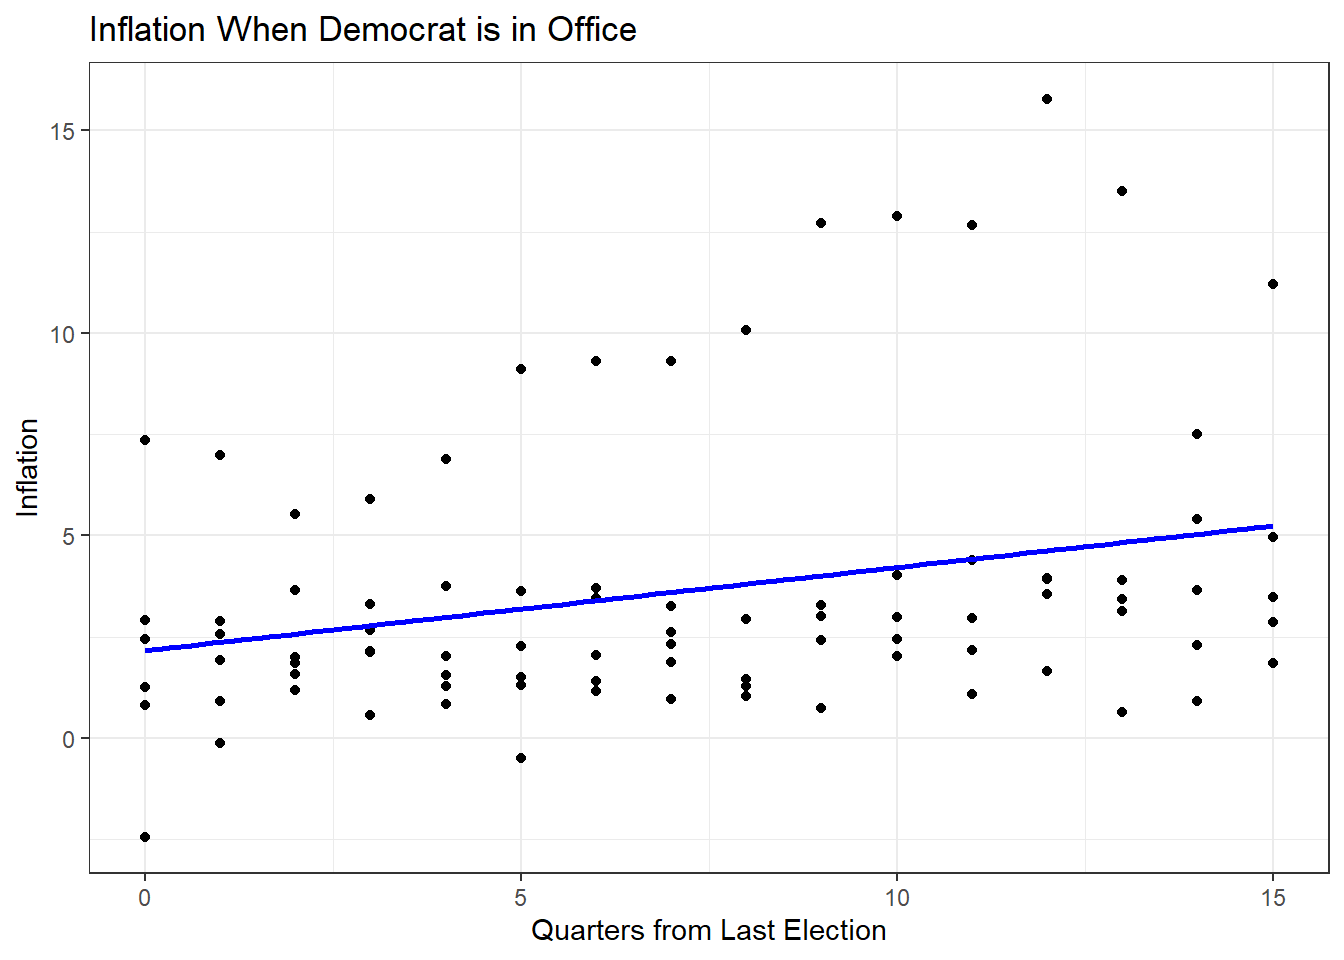 Inflation When Democrat is in Office
15
10
5
0
Inflation
0 5 10 15
Quarters from Last Election